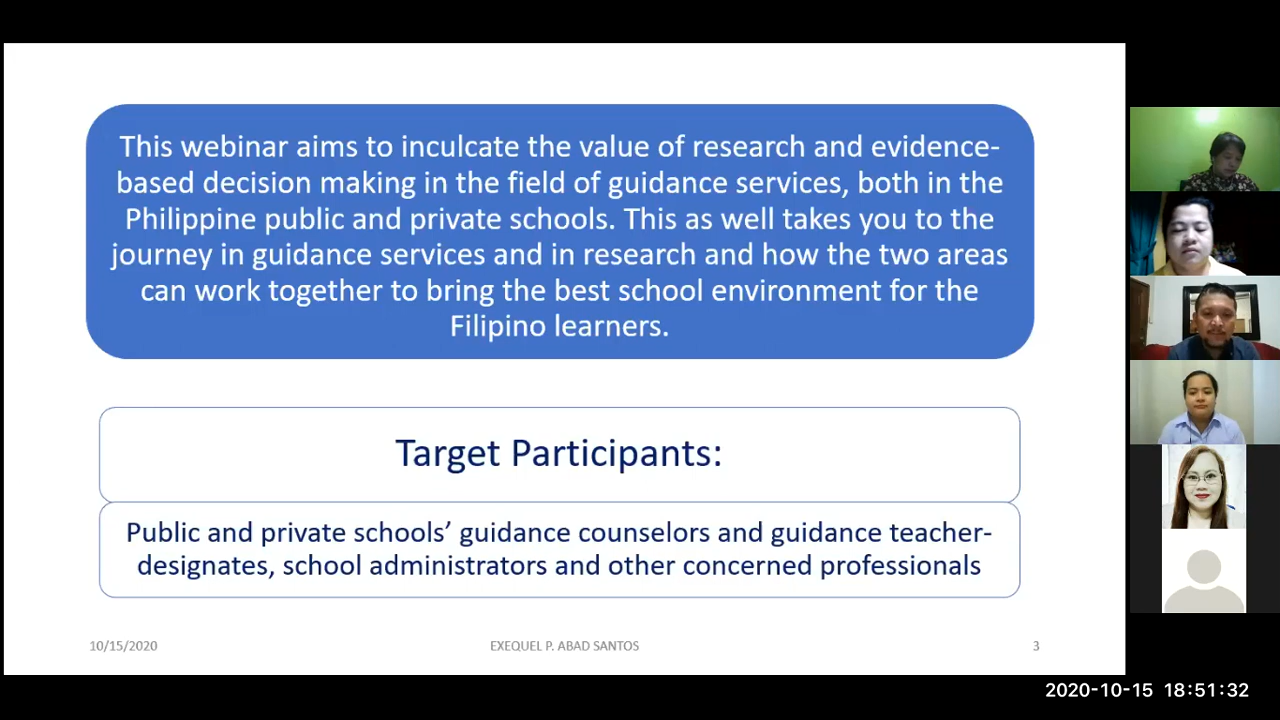 This webinar aims to inculcate the value of research and evidence-
based decision making in the field of guidance services, both in the
Philippine public and private schools. This as well takes you to the
journey in guidance services and in research and how the two areas
can work together to bring the best school environment for the
Filipino learners.
Target Participants:
Public and private schools’ guidance counselors and guidance teacher-
designates, school administrators and other concerned professionals
10/15/2020
EXEQUEL P. ABAD SANTOS
3
2020-10-15 18:51:32